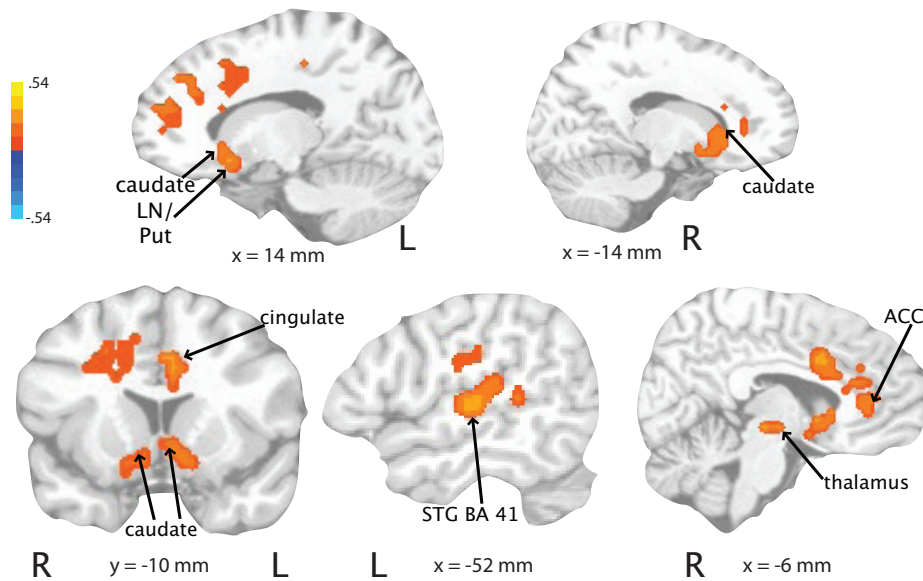 .54
-.54
caudate
LN/
Put
L
x = 14 mm
caudate
R
x = -14 mm
cingulate
caudate
R
y = -10 mm
L
STG BA 41
L
x = -52 mm
ACC
thalamus
R
x = -6 mm